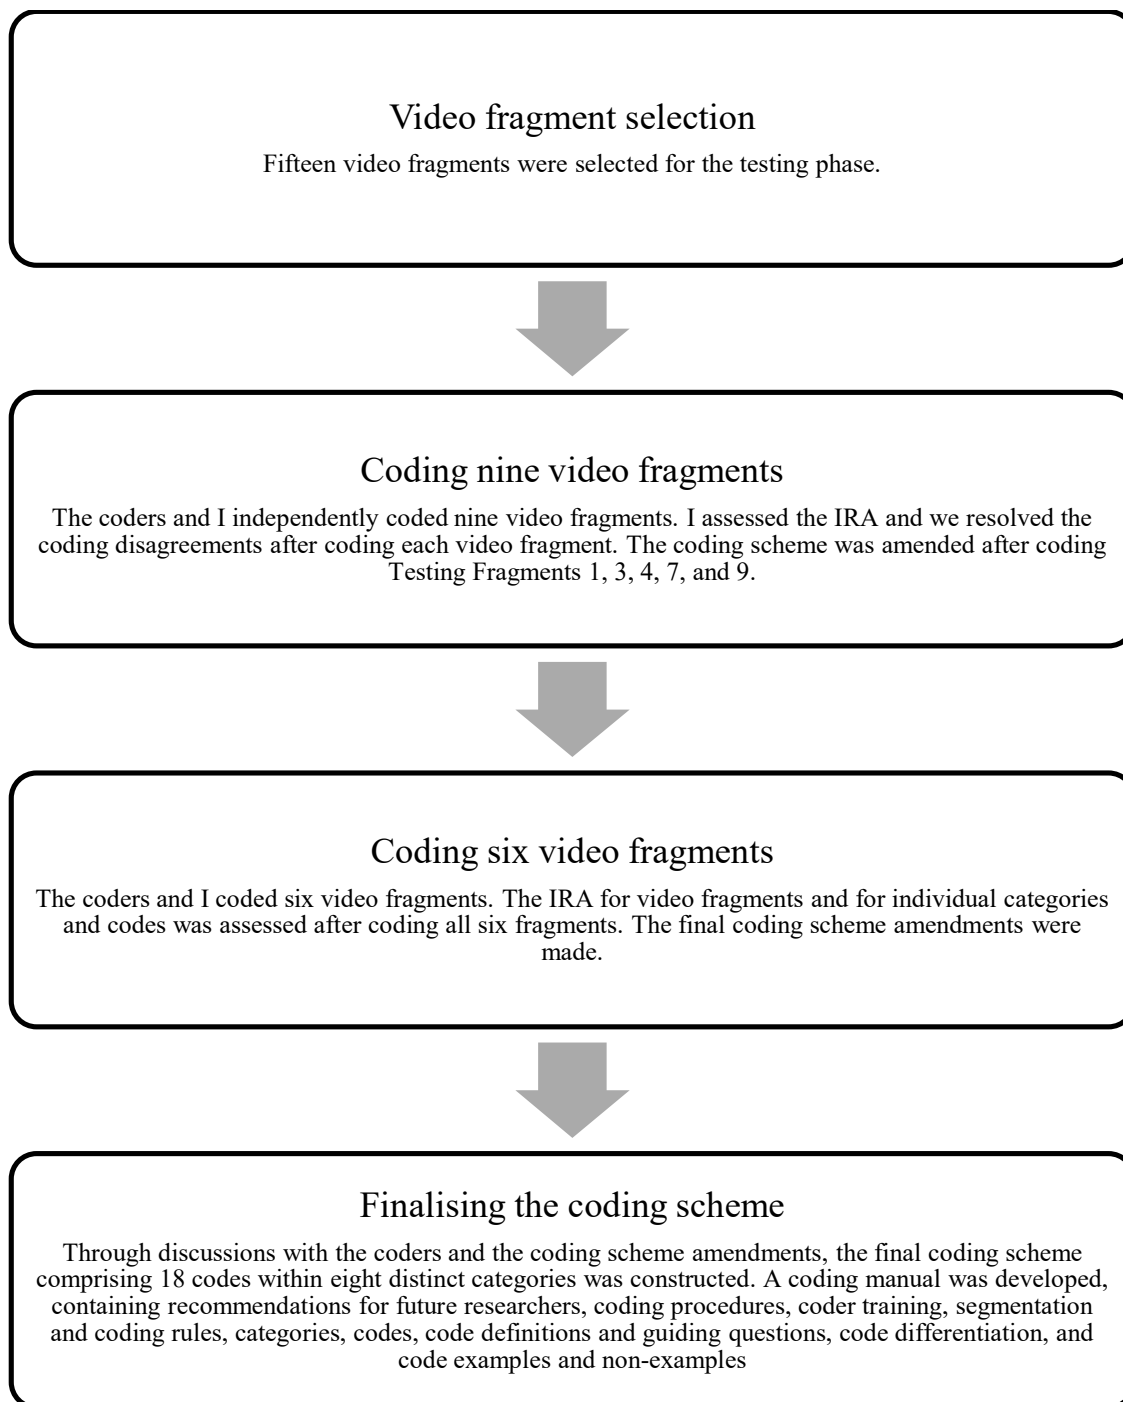 Video fragment selection
Fifteen video fragments were selected for the testing phase.
Coding nine video fragments
The coders and I independently coded nine video fragments. I assessed the IRA and we resolved the
coding disagreements after coding each video fragment. The coding scheme was amended after coding
Testing Fragments 1, 3, 4, 7, and 9.
Coding six video fragments
The coders and I coded six video fragments. The IRA for video fragments and for individual categories
and codes was assessed after coding all six fragments. The final coding scheme amendments were
made.
Finalising the coding scheme
Through discussions with the coders and the coding scheme amendments, the final coding scheme
comprising 18 codes within eight distinct categories was constructed. A coding manual was developed,
containing recommendations for future researchers, coding procedures, coder training, segmentation
and coding rules, categories, codes, code definitions and guiding questions, code differentiation, and
code examples and non-examples